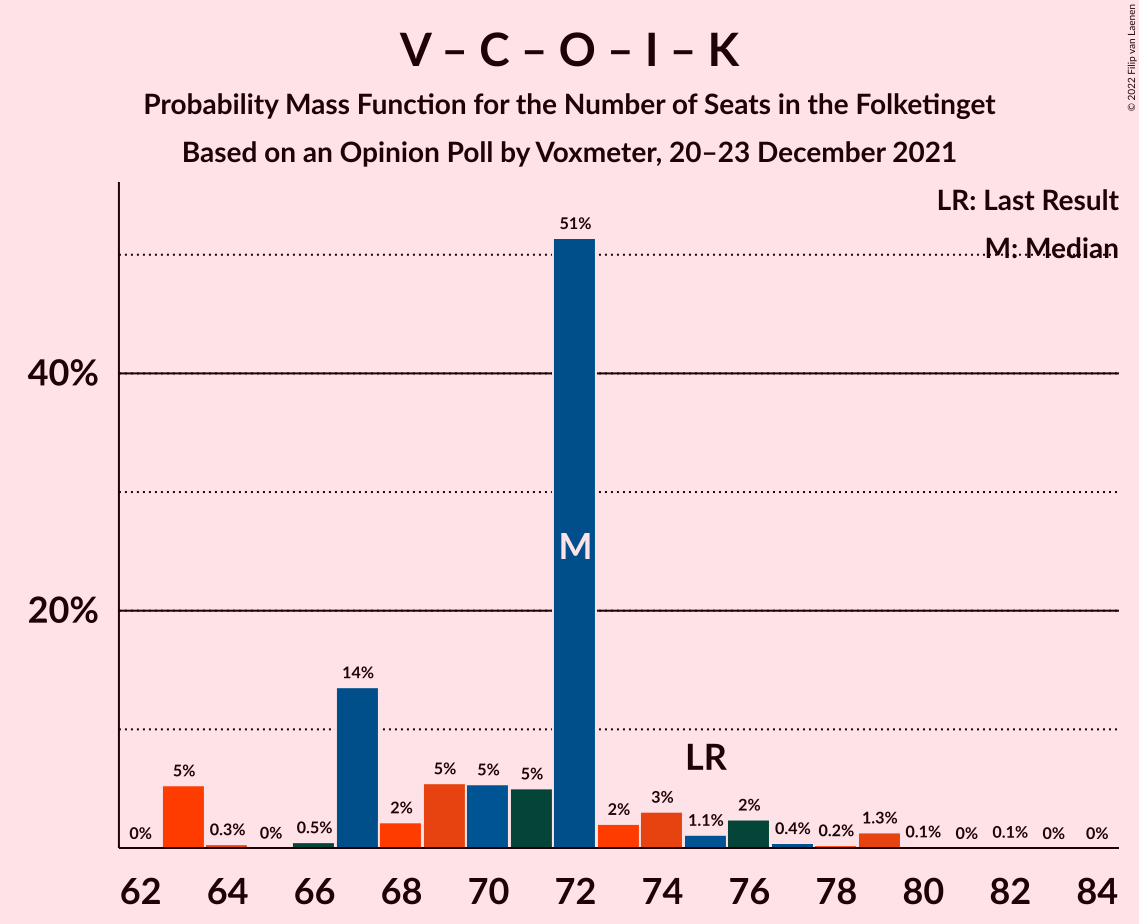 V – C – O – I – K
Probability Mass Function for the Number of Seats in the Folketinget
Based on an Opinion Poll by Voxmeter, 20–23 December 2021
© 2022 Filip van Laenen
LR: Last Result
M: Median
40%
20%
0%
5%
0.3%
0%
0.5%
14%
2%
5%
5%
5%
51%
2%
3%
1.1%
2%
0.4%
0.2%
1.3%
0.1%
0%
0.1%
0%
0%
M
LR
62 64 66 68 70 72 74 76 78 80 82 84